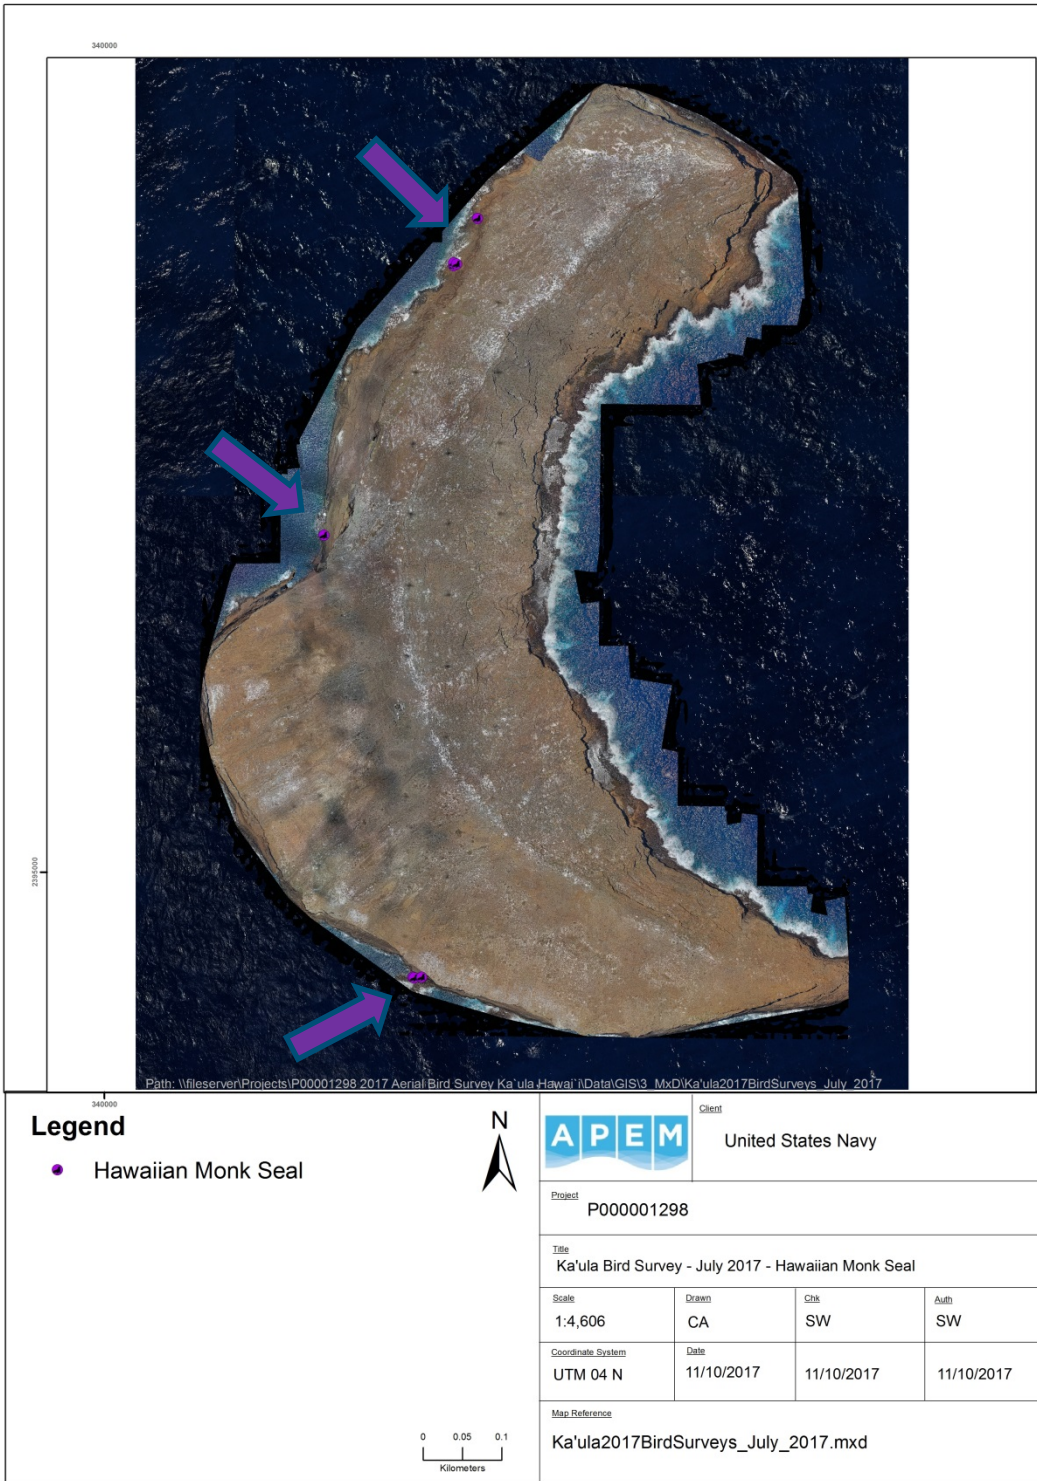 340000
2395000
Path: \\fileserver\Projects\P00001298 2017 Aerial Bird Survey Ka`ula Hawai`i\Data\GIS\3_MxD\Ka'ula2017BirdSurveys_July_2017
340000
Legend
Hawaiian Monk Seal
N
0 0.05 0.1
Kilometers
APEM
Client
United States Navy
Project
P000001298
Title
Ka'ula Bird Survey - July 2017 - Hawaiian Monk Seal
Scale Drawn Chk Auth
1:4,606 CA SW SW
Coordinate System Date
UTM 04 N 11/10/2017 11/10/2017 11/10/2017
Map Reference
Ka'ula2017BirdSurveys_July_2017.mxd